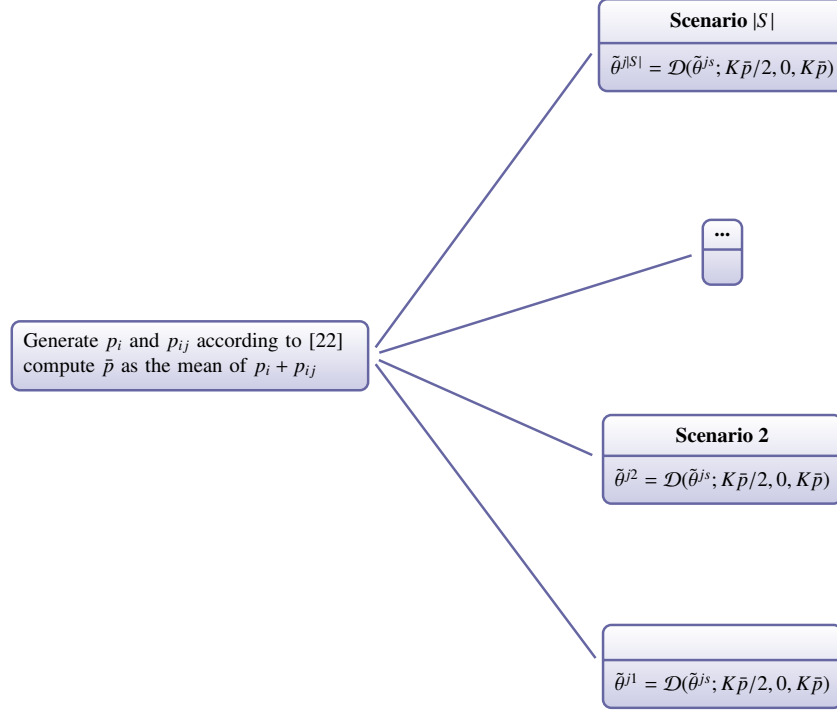 Scenario |S|
θ̃^{j|S|} = 𝒟(θ̃^{js}; Kp̄/2, 0, Kp̄)
...
Generate p_i and p_{ij} according to [22]
compute p̄ as the mean of p_i + p_{ij}
Scenario 2
θ̃^{j2} = 𝒟(θ̃^{js}; Kp̄/2, 0, Kp̄)
θ̃^{j1} = 𝒟(θ̃^{js}; Kp̄/2, 0, Kp̄)